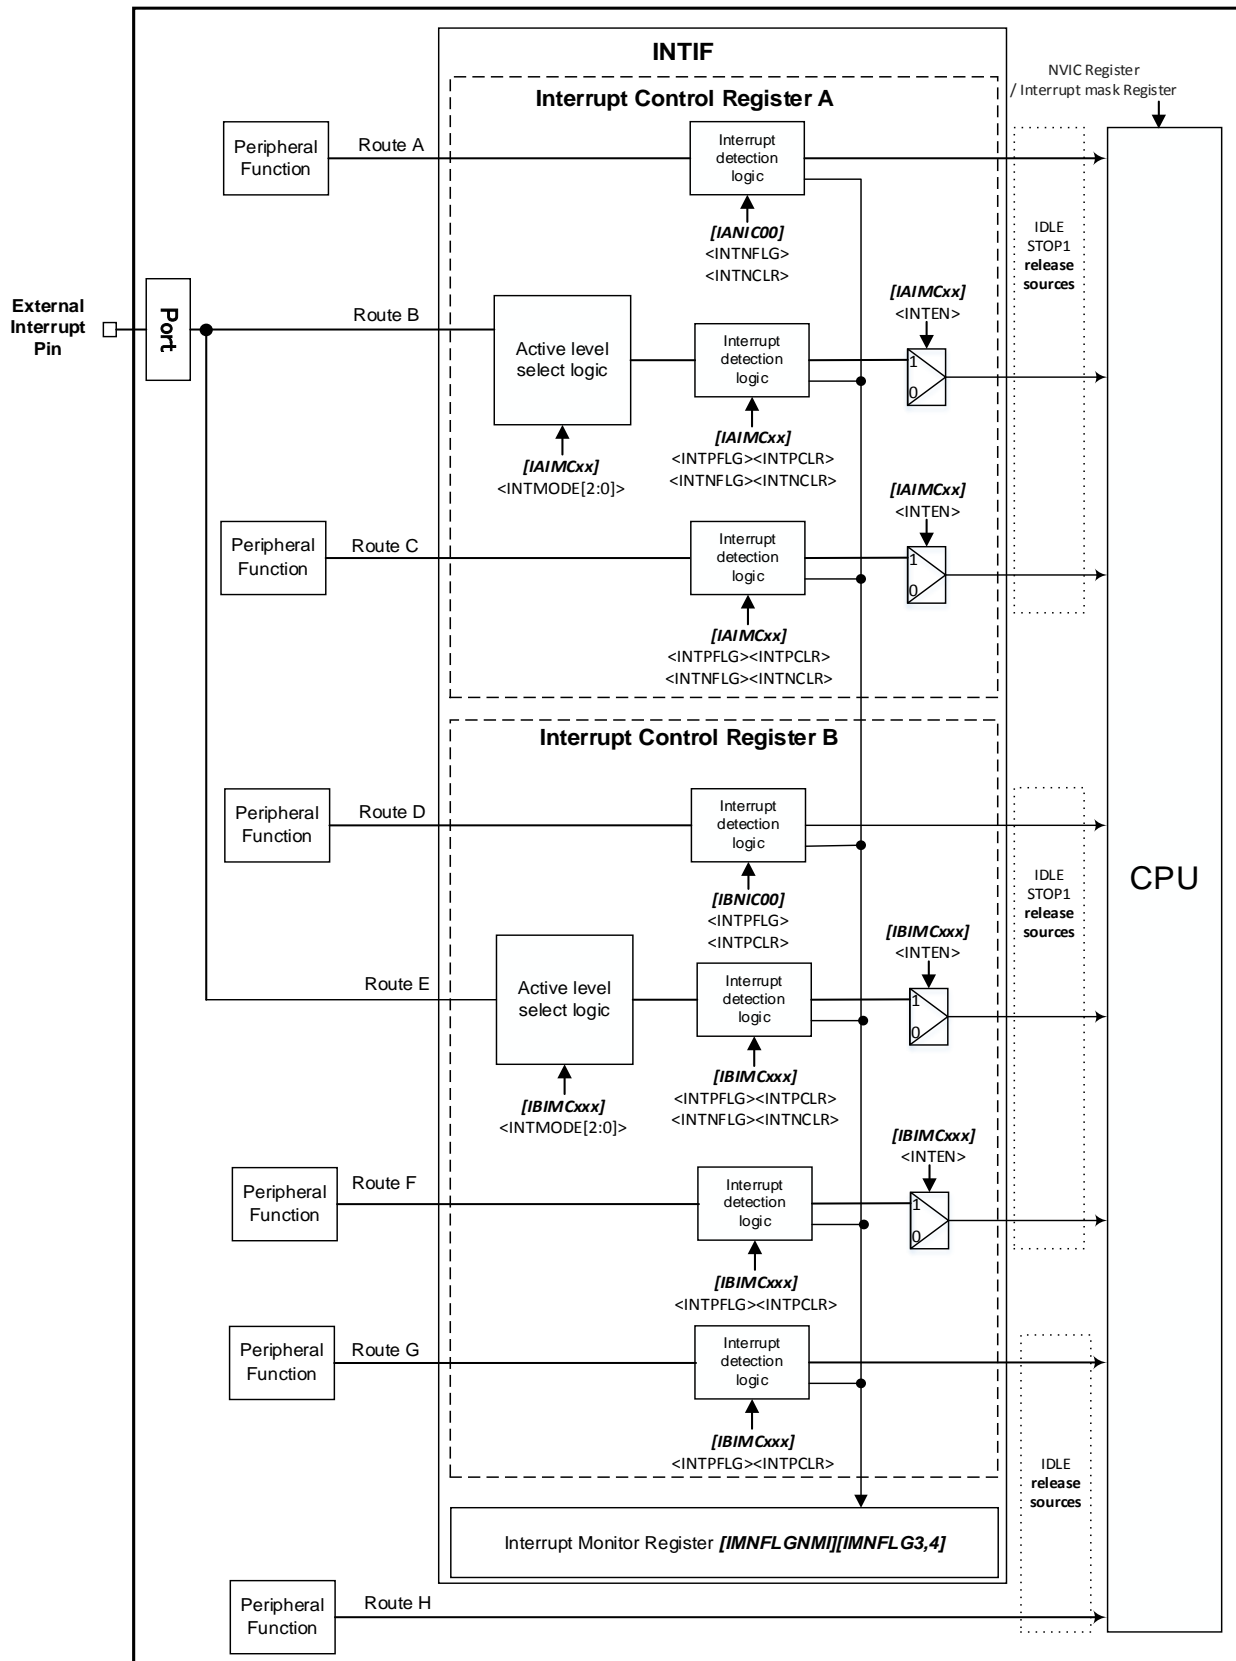 INTIF
NVIC Register
/ Interrupt mask Register
Interrupt Control Register A
Peripheral
Function
Route A
Interrupt
detection
logic
[IANIC00]
<INTNFLG>
<INTNCLR>
IDLE
STOP1
release
sources
External
Interrupt
Pin
Port
Route B
Active level
select logic
[IAIMCxx]
<INTMODE[2:0]>
Interrupt
detection
logic
[IAIMCxx]
<INTPFLG><INTPCLR>
<INTNFLG><INTNCLR>
[IAIMCxx]
<INTEN>
1
0
Peripheral
Function
Route C
Interrupt
detection
logic
[IAIMCxx]
<INTPFLG><INTPCLR>
<INTNFLG><INTNCLR>
[IAIMCxx]
<INTEN>
1
0
Interrupt Control Register B
Peripheral
Function
Route D
Interrupt
detection
logic
[IBNIC00]
<INTPFLG>
<INTPCLR>
IDLE
STOP1
release
sources
CPU
Route E
Active level
select logic
[IBIMCxxx]
<INTMODE[2:0]>
Interrupt
detection
logic
[IBIMCxxx]
<INTPFLG><INTPCLR>
<INTNFLG><INTNCLR>
[IBIMCxxx]
<INTEN>
1
0
Peripheral
Function
Route F
Interrupt
detection
logic
[IBIMCxxx]
<INTPFLG><INTPCLR>
[IBIMCxxx]
<INTEN>
1
0
Peripheral
Function
Route G
Interrupt
detection
logic
[IBIMCxxx]
<INTPFLG><INTPCLR>
IDLE
release
sources
Interrupt Monitor Register [IMNFLGNMI][IMNFLG3,4]
Peripheral
Function
Route H